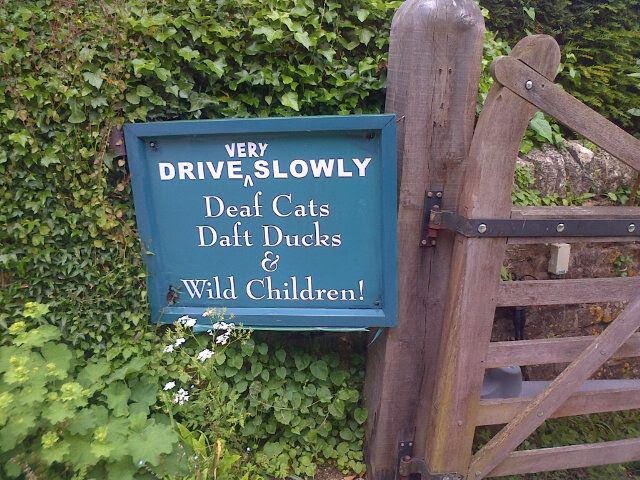 VERY
DRIVE ^ SLOWLY
Deaf Cats
Daft Ducks
&
Wild Children!